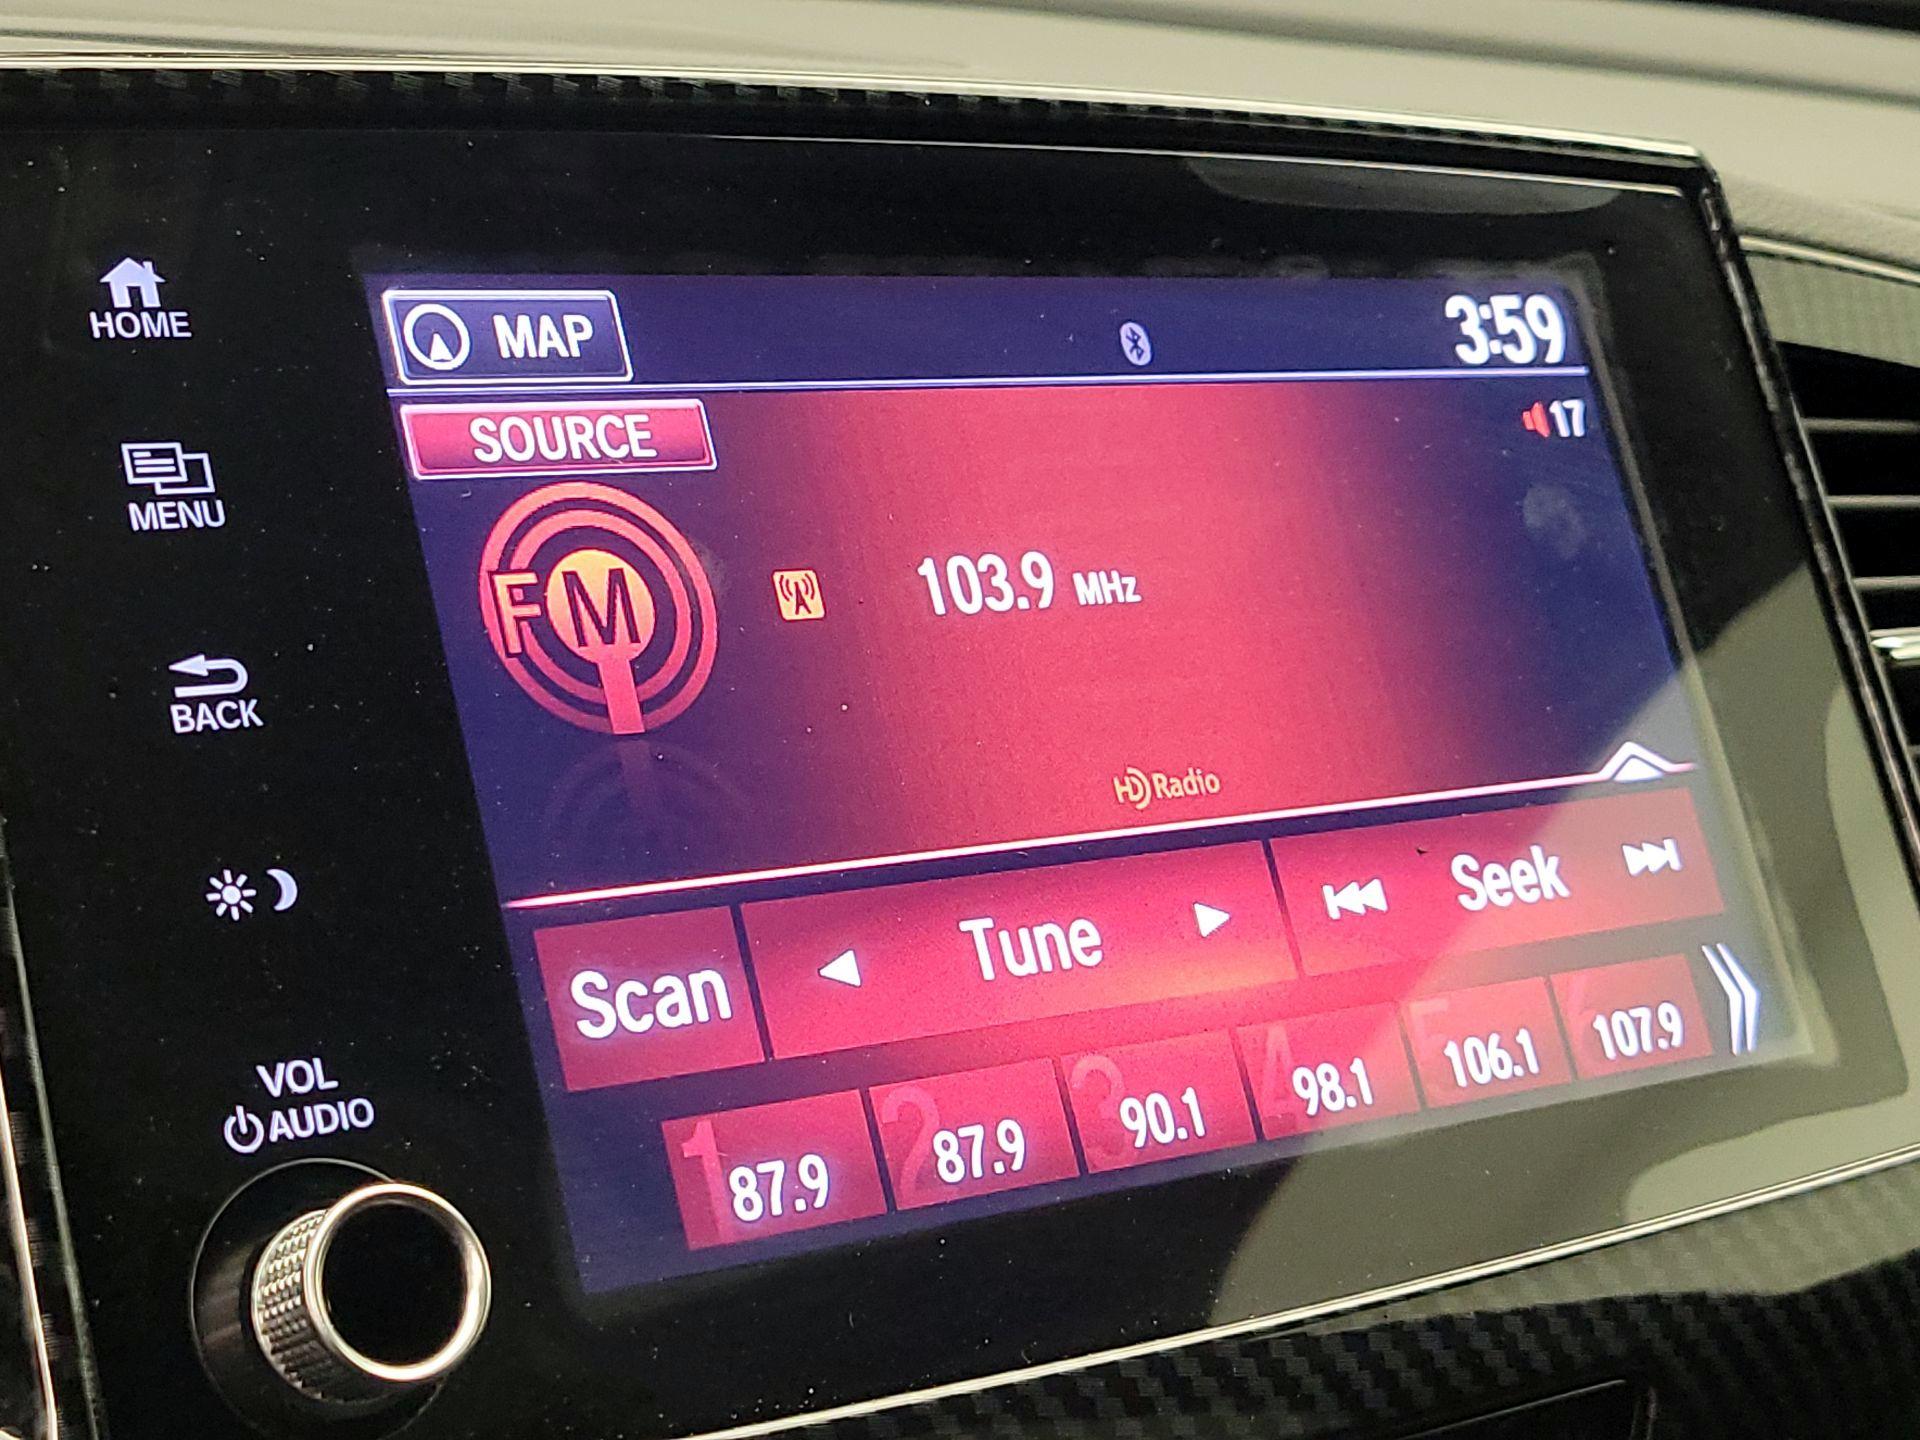 HOME
MENU
BACK
VOL
AUDIO
MAP
3:59
SOURCE
17
FM
103.9 MHz
HD Radio
Scan
Tune
Seek
1 87.9
2 87.9
3 90.1
4 98.1
5 106.1
107.9